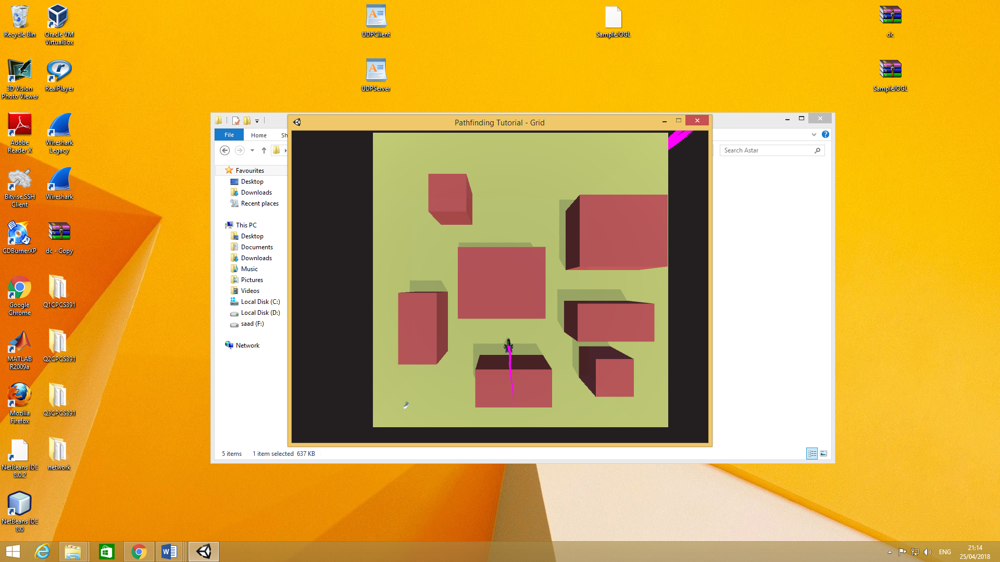 Recycle Bin
Oracle VM
VirtualBox
3D Vision
Photo Viewer
RealPlayer
Adobe
Reader X
Wireshark
Legacy
Bitvise SSH
Client
Wireshark
CDBurnerXP
dc - Copy
Google
Chrome
Q1CPCS391
MATLAB
R2009a
Q2CPCS391
Mozilla
Firefox
Q3CPCS391
NetBeans IDE
8.0.2
network
NetBeans IDE
8.0
UDPClient
UDPServer
SampleJOGL
dc
SampleJOGL
Pathfinding Tutorial - Grid
File
Home
Sh
Search Astar
Favourites
Desktop
Downloads
Recent places
This PC
Desktop
Documents
Downloads
Music
Pictures
Videos
Local Disk (C:)
Local Disk (D:)
saad (F:)
Network
5 items
1 item selected 637 KB
ENG
21:14
25/04/2018